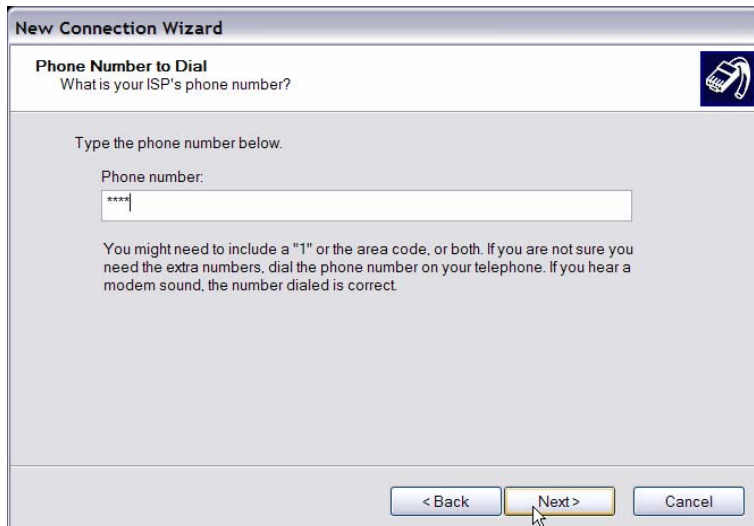 New Connection Wizard
Phone Number to Dial
What is your ISP's phone number?
Type the phone number below.
Phone number:
****
You might need to include a "1" or the area code, or both. If you are not sure you
need the extra numbers, dial the phone number on your telephone. If you hear a
modem sound, the number dialed is correct.
< Back
Next >
Cancel